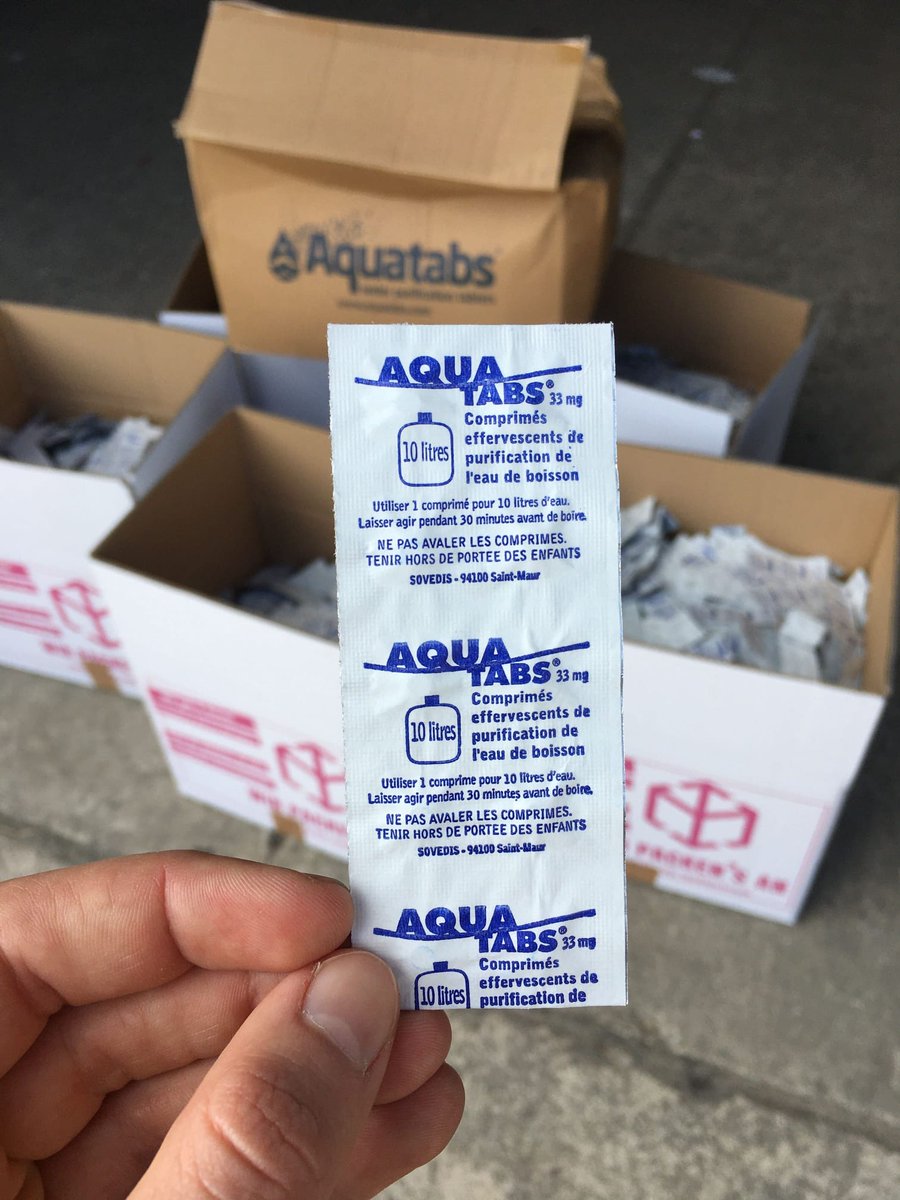 Aquatabs
AQUA
TABS® 33 mg
Comprimés
effervescents de
purification de
l'eau de boisson
10 litres
Utiliser 1 comprimé pour 10 litres d'eau.
Laisser agir pendant 30 minutes avant de boire.
NE PAS AVALER LES COMPRIMES.
TENIR HORS DE PORTEE DES ENFANTS
SOVEDIS - 94100 Saint-Maur
AQUA
TABS® 33 mg
Comprimés
effervescents de
purification de
l'eau de boisson
10 litres
Utiliser 1 comprime pour 10 litres d'eau.
Laisser agir pendant 30 minutes avant de boire.
NE PAS AVALER LES COMPRIMES.
TENIR HORS DE PORTEE DES ENFANTS
SOVEDIS - 94100 Saint-Maur
AQUA
TABS® 33 mg
Comprimés
effervescents de
purification de
10 litres